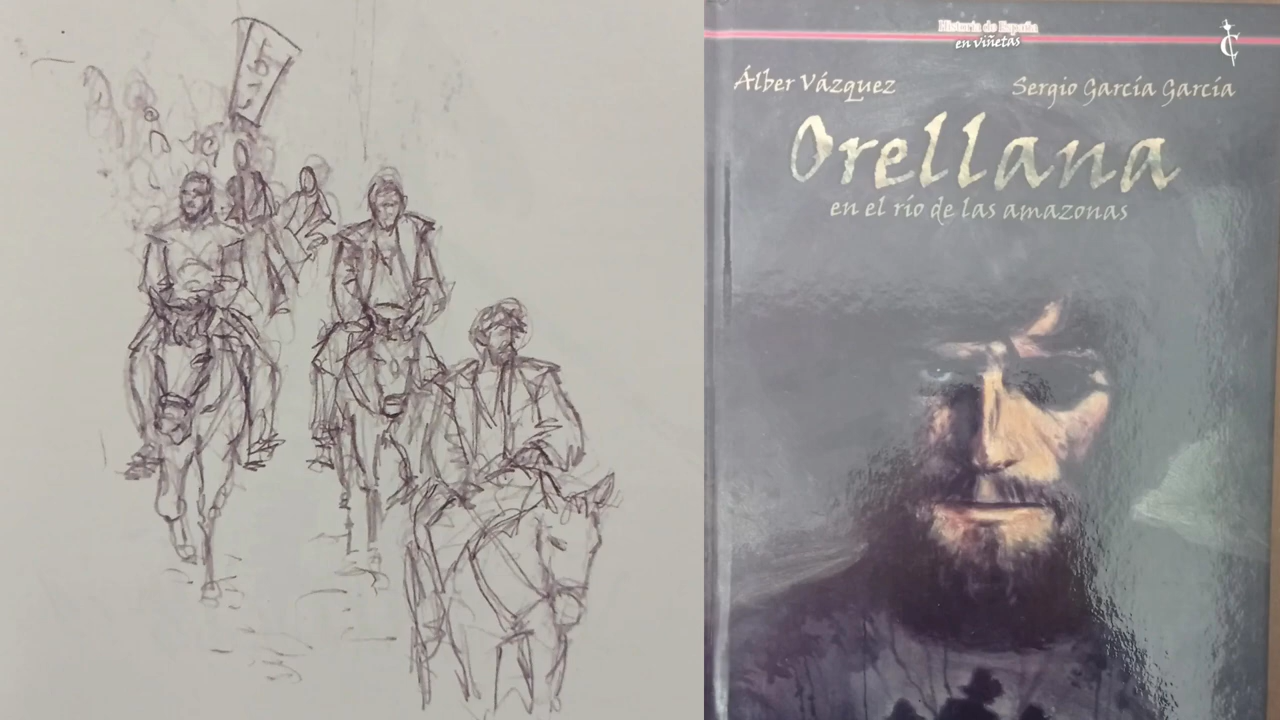 Historia de España
en viñetas
Álber Vázquez
Sergio García García
Orellana
en el río de las amazonas